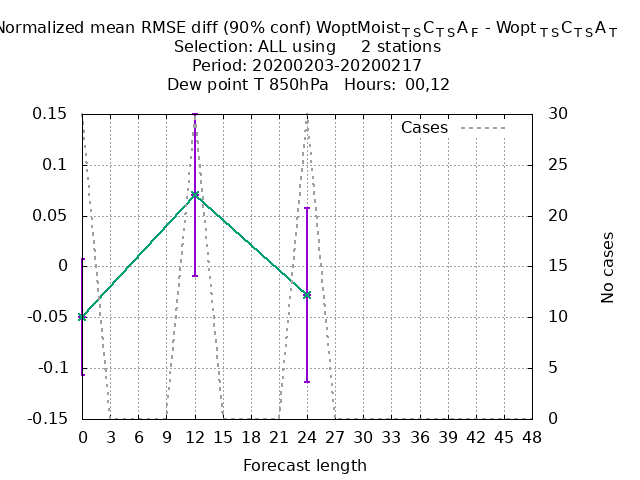 Normalized mean RMSE diff (90% conf) WoptMoist_TSC_TSA_F - Wopt_TSC_TSA_T
Selection: ALL using 2 stations
Period: 20200203-20200217
Dew point T 850hPa Hours: 00,12
Cases
0.15
0.1
0.05
0
-0.05
-0.1
-0.15
30
25
20
15
10
5
0
No cases
0 3 6 9 12 15 18 21 24 27 30 33 36 39 42 45 48
Forecast length